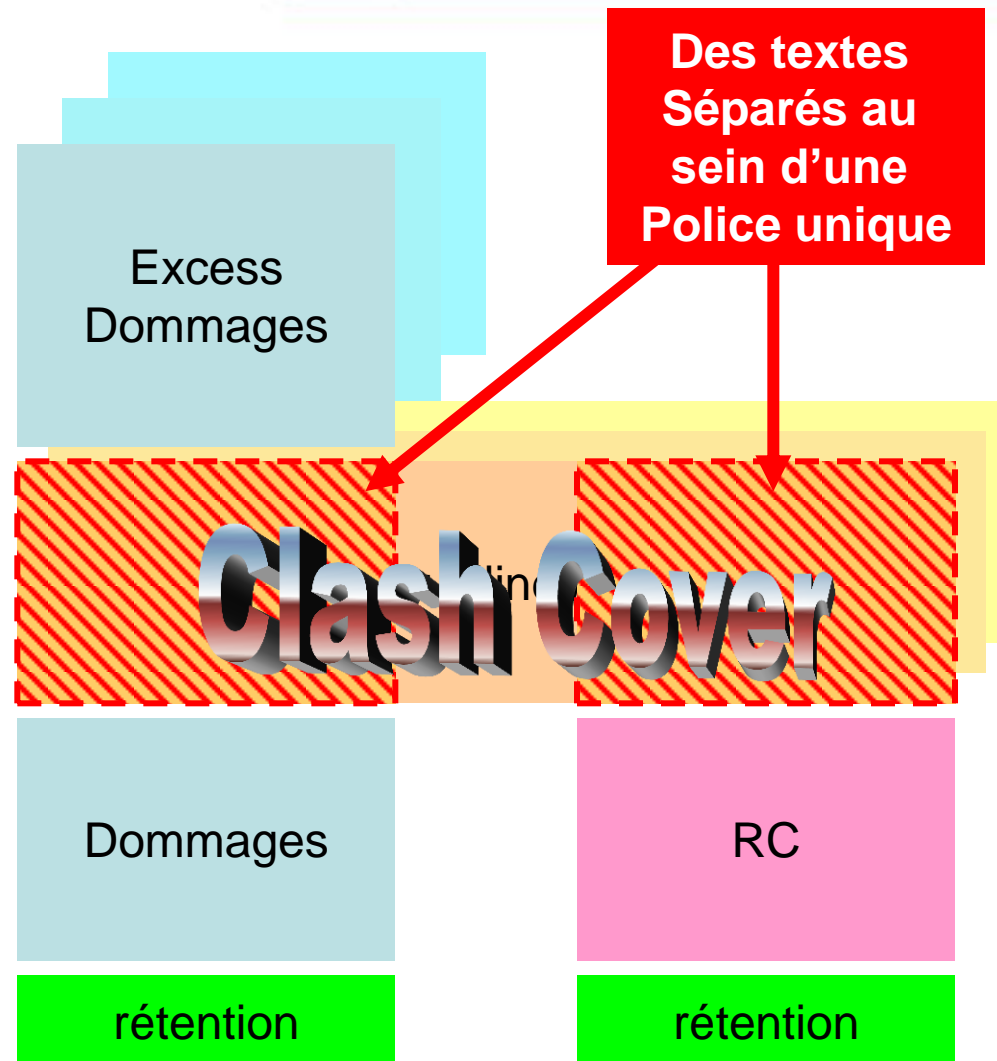 Des textes
Séparés au
sein d’une
Police unique
Excess
Dommages
Clash Cover
Dommages
RC
rétention
rétention